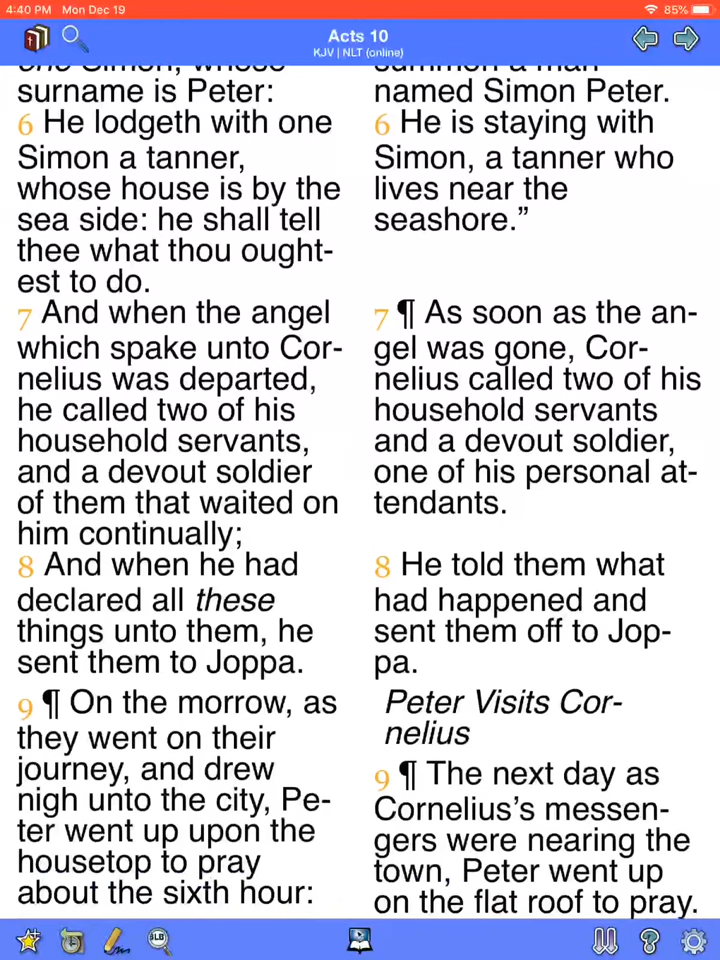 4:40 PM Mon Dec 19
85%
Acts 10
KJV | NLT (online)
one Simon, whose
surname is Peter:
6 He lodgeth with one
Simon a tanner,
whose house is by the
sea side: he shall tell
thee what thou ought-
est to do.
7 And when the angel
which spake unto Cor-
nelius was departed,
he called two of his
household servants,
and a devout soldier
of them that waited on
him continually;
8 And when he had
declared all these
things unto them, he
sent them to Joppa.
9 ¶ On the morrow, as
they went on their
journey, and drew
nigh unto the city, Pe-
ter went up upon the
housetop to pray
about the sixth hour:
summon a man
named Simon Peter.
6 He is staying with
Simon, a tanner who
lives near the
seashore.”
7 ¶ As soon as the an-
gel was gone, Cor-
nelius called two of his
household servants
and a devout soldier,
one of his personal at-
tendants.
8 He told them what
had happened and
sent them off to Jop-
pa.
Peter Visits Cor-
nelius
9 ¶ The next day as
Cornelius’s messen-
gers were nearing the
town, Peter went up
on the flat roof to pray.
BLB